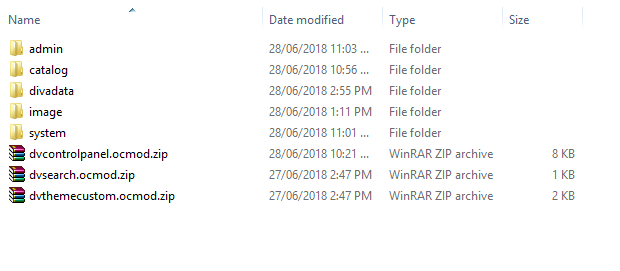 Name Date modified Type Size
admin 28/06/2018 11:03 ... File folder
catalog 28/06/2018 10:56 ... File folder
divadata 28/06/2018 2:55 PM File folder
image 28/06/2018 1:11 PM File folder
system 28/06/2018 11:01 ... File folder
dvcontrolpanel.ocmod.zip 28/06/2018 10:21 ... WinRAR ZIP archive 8 KB
dvsearch.ocmod.zip 27/06/2018 2:47 PM WinRAR ZIP archive 1 KB
dvthemecustom.ocmod.zip 27/06/2018 2:47 PM WinRAR ZIP archive 2 KB